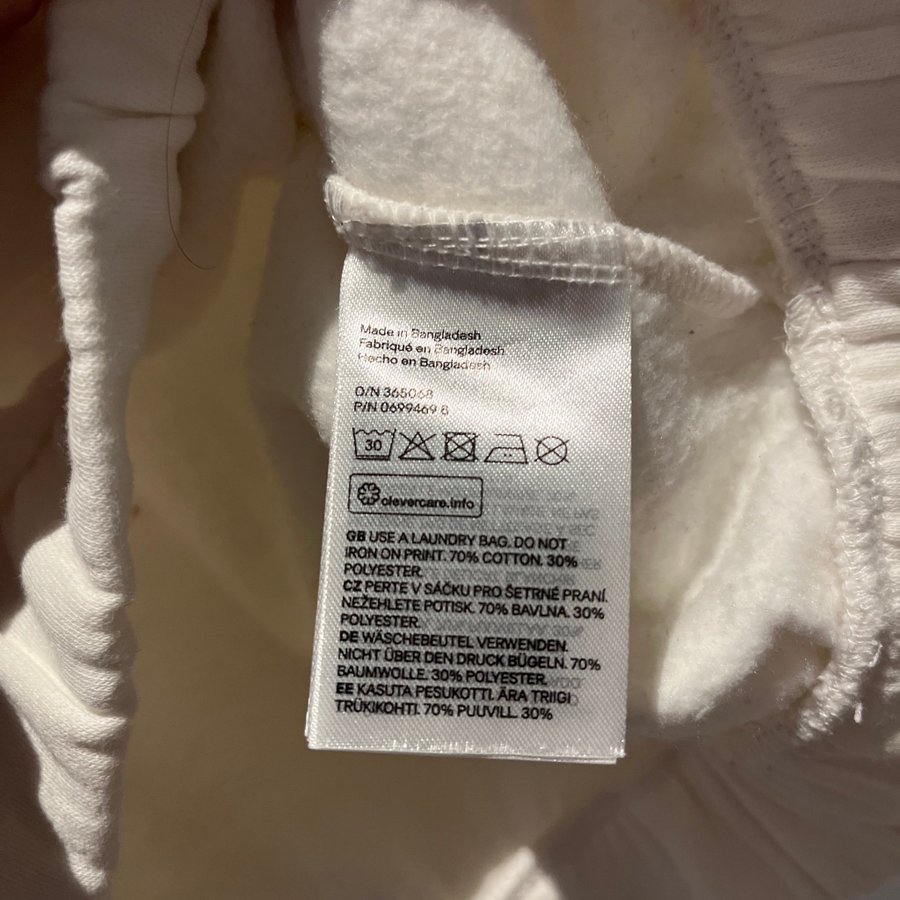 Made in Bangladesh
Fabriqué en Bangladesh
Hecho en Bangladesh
O/N 365068
P/N 0699469 8
30
clevercare.info
GB USE A LAUNDRY BAG. DO NOT
IRON ON PRINT. 70% COTTON. 30%
POLYESTER.
CZ PERTE V SÁČKU PRO ŠETRNÉ PRANÍ.
NEŽEHLETE POTISK. 70% BAVLNA. 30%
POLYESTER.
DE WÄSCHEBEUTEL VERWENDEN.
NICHT ÜBER DEN DRUCK BÜGELN. 70%
BAUMWOLLE. 30% POLYESTER.
EE KASUTA PESUKOTTI. ÄRA TRIIGI
TRÜKIKOHTI. 70% PUUVILL. 30%